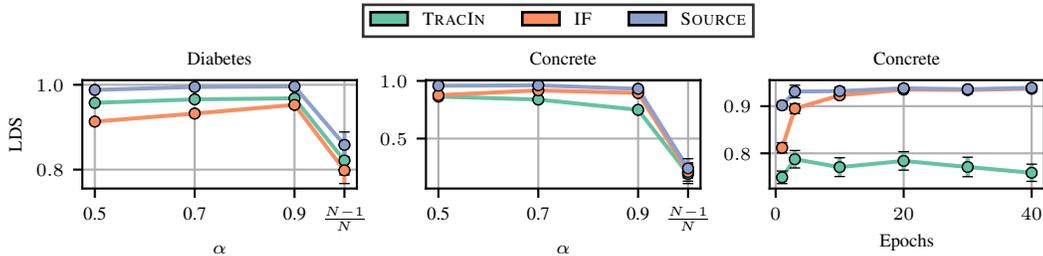 TRACIN IF SOURCE
Diabetes Concrete Concrete
LDS
1.0
0.8
0.5 0.7 0.9 N−1/N
α
1.0
0.5
0.5 0.7 0.9 N−1/N
α
0.9
0.8
0 20 40
Epochs